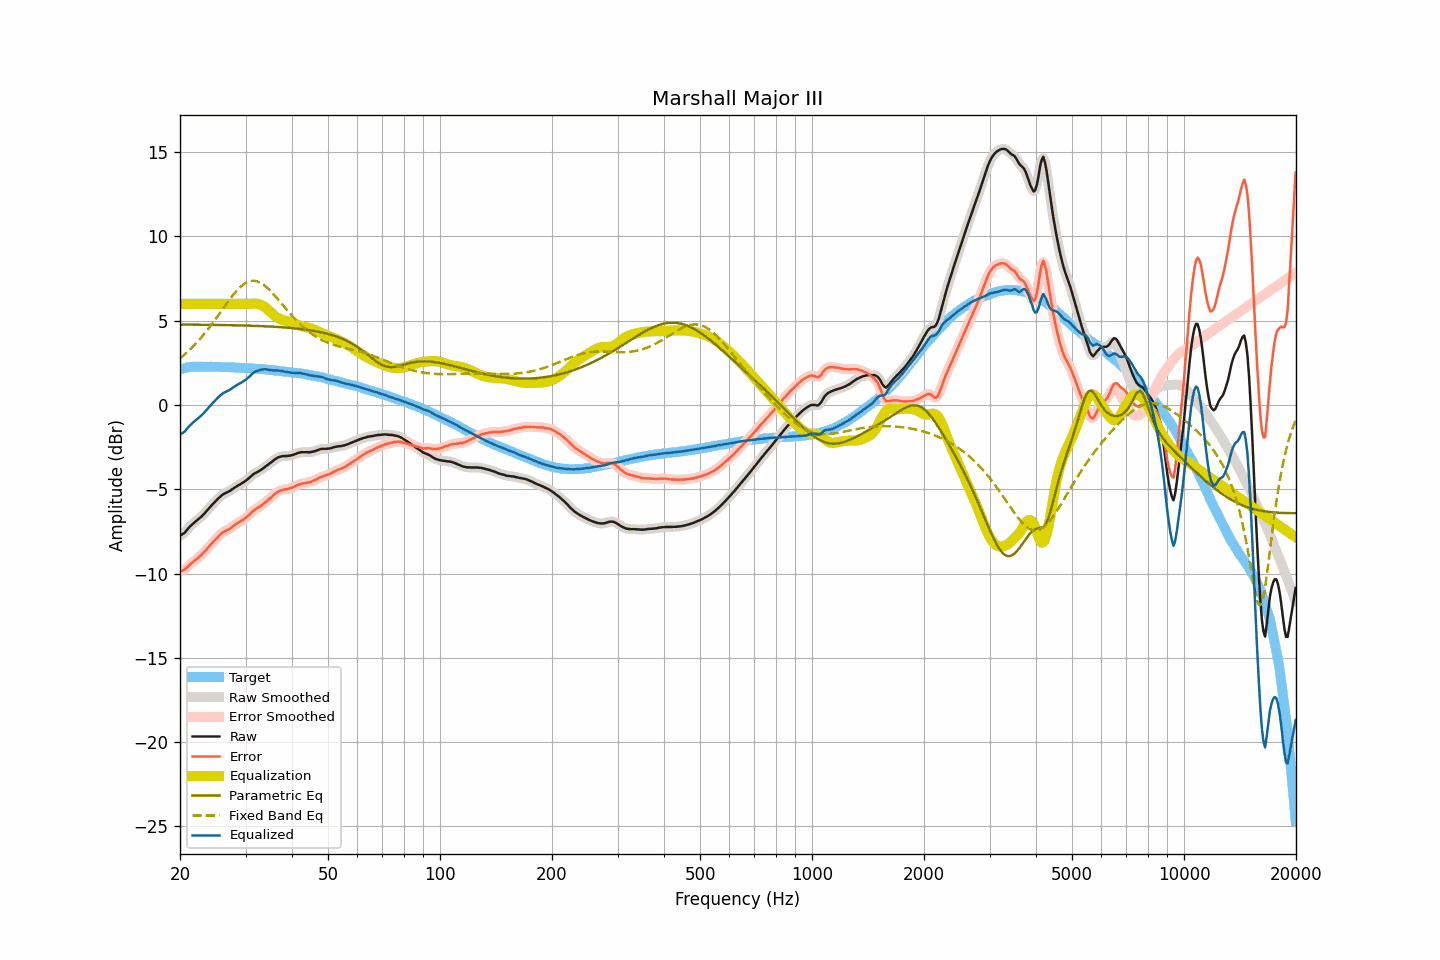 Marshall Major III
15
10
5
0
−5
−10
−15
−20
−25
Amplitude (dBr)
Target
Raw Smoothed
Error Smoothed
Raw
Error
Equalization
Parametric Eq
Fixed Band Eq
Equalized
20 50 100 200 500 1000 2000 5000 10000 20000
Frequency (Hz)